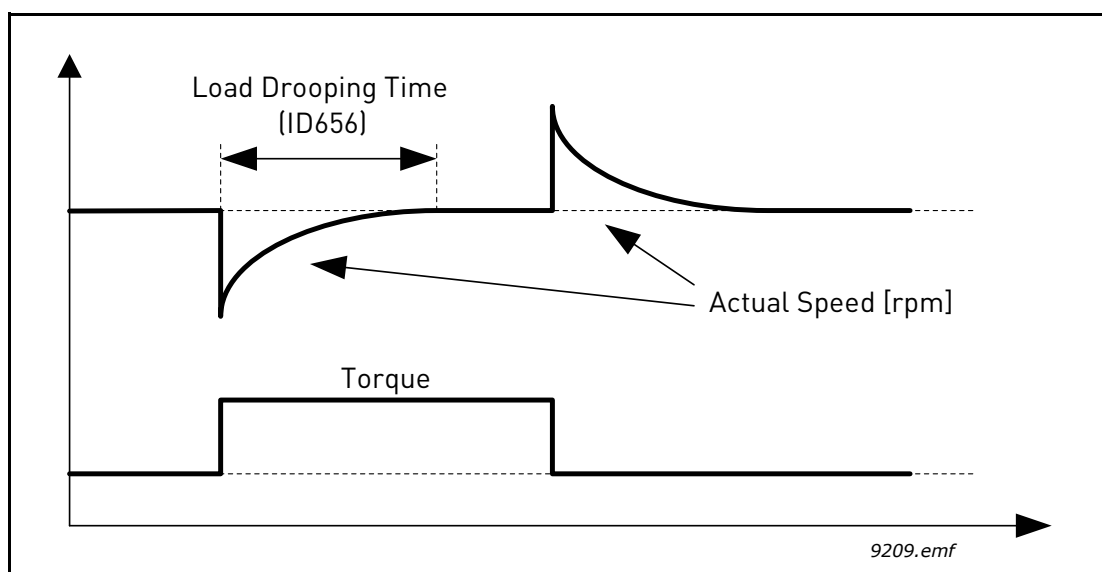 Load Drooping Time
(ID656)
Actual Speed [rpm]
Torque
9209.emf